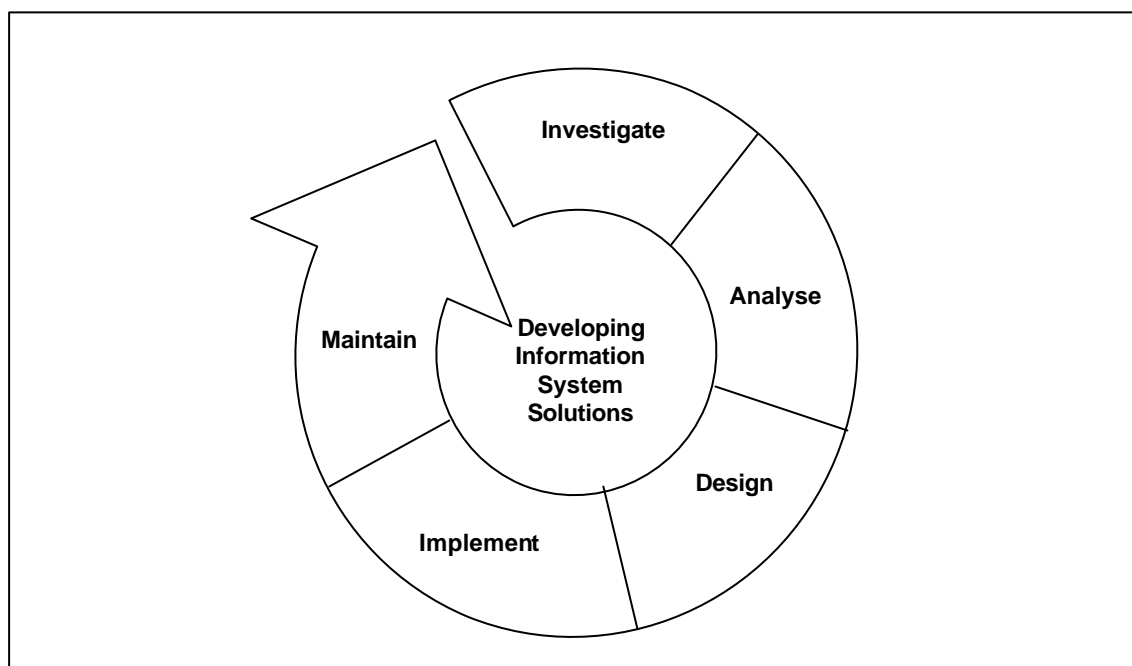 Investigate
Analyse
Design
Implement
Maintain
Developing
Information
System
Solutions